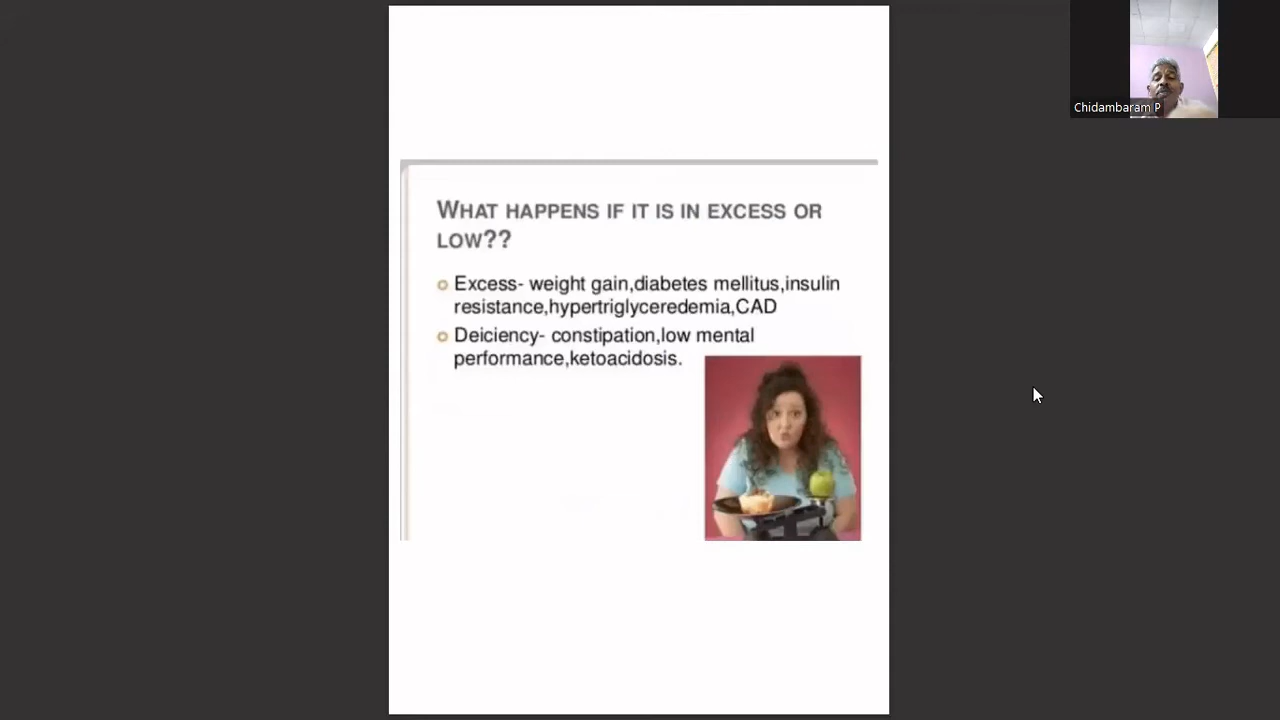 WHAT HAPPENS IF IT IS IN EXCESS OR
LOW??
Excess- weight gain,diabetes mellitus,insulin
resistance,hypertriglyceredemia,CAD
Deiciency- constipation,low mental
performance,ketoacidosis.
Chidambaram P